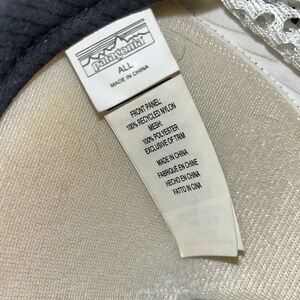 patagonia
ALL
MADE IN CHINA
FRONT PANEL:
100% RECYCLED NYLON
MESH:
100% POLYESTER
EXCLUSIVE OF TRIM
MADE IN CHINA
FABRIQUÉ EN CHINE
HECHO EN CHINA
FATTO IN CINA